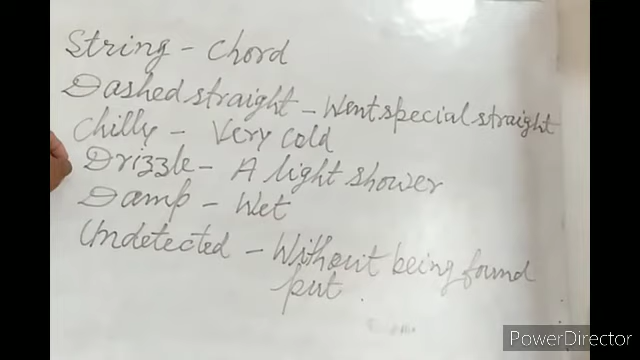 String - Chord
Dashed straight - Went special straight
Chilly - Very cold
Drizzle - A light shower
Damp - Wet
Undetected - Without being found
put.
PowerDirector